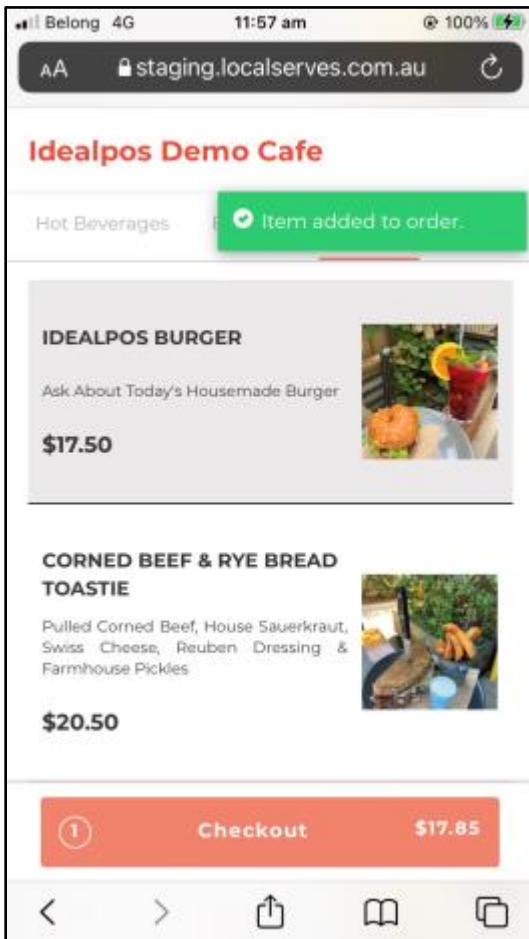 Belong 4G 11:57 am 100%
AA staging.localserves.com.au
Idealpos Demo Cafe
Hot Beverages
Item added to order.
IDEALPOS BURGER
Ask About Today's Housemade Burger
$17.50
CORNED BEEF & RYE BREAD
TOASTIE
Pulled Corned Beef, House Sauerkraut,
Swiss Cheese, Reuben Dressing &
Farmhouse Pickles
$20.50
1 Checkout $17.85